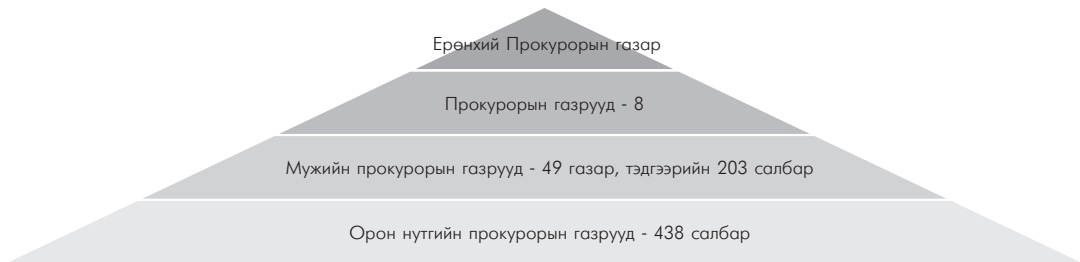 Ерөнхий Прокурорын газар
Прокурорын газрууд - 8
Мужийн прокурорын газрууд - 49 газар, тэдгээрийн 203 салбар
Орон нутгийн прокурорын газрууд - 438 салбар